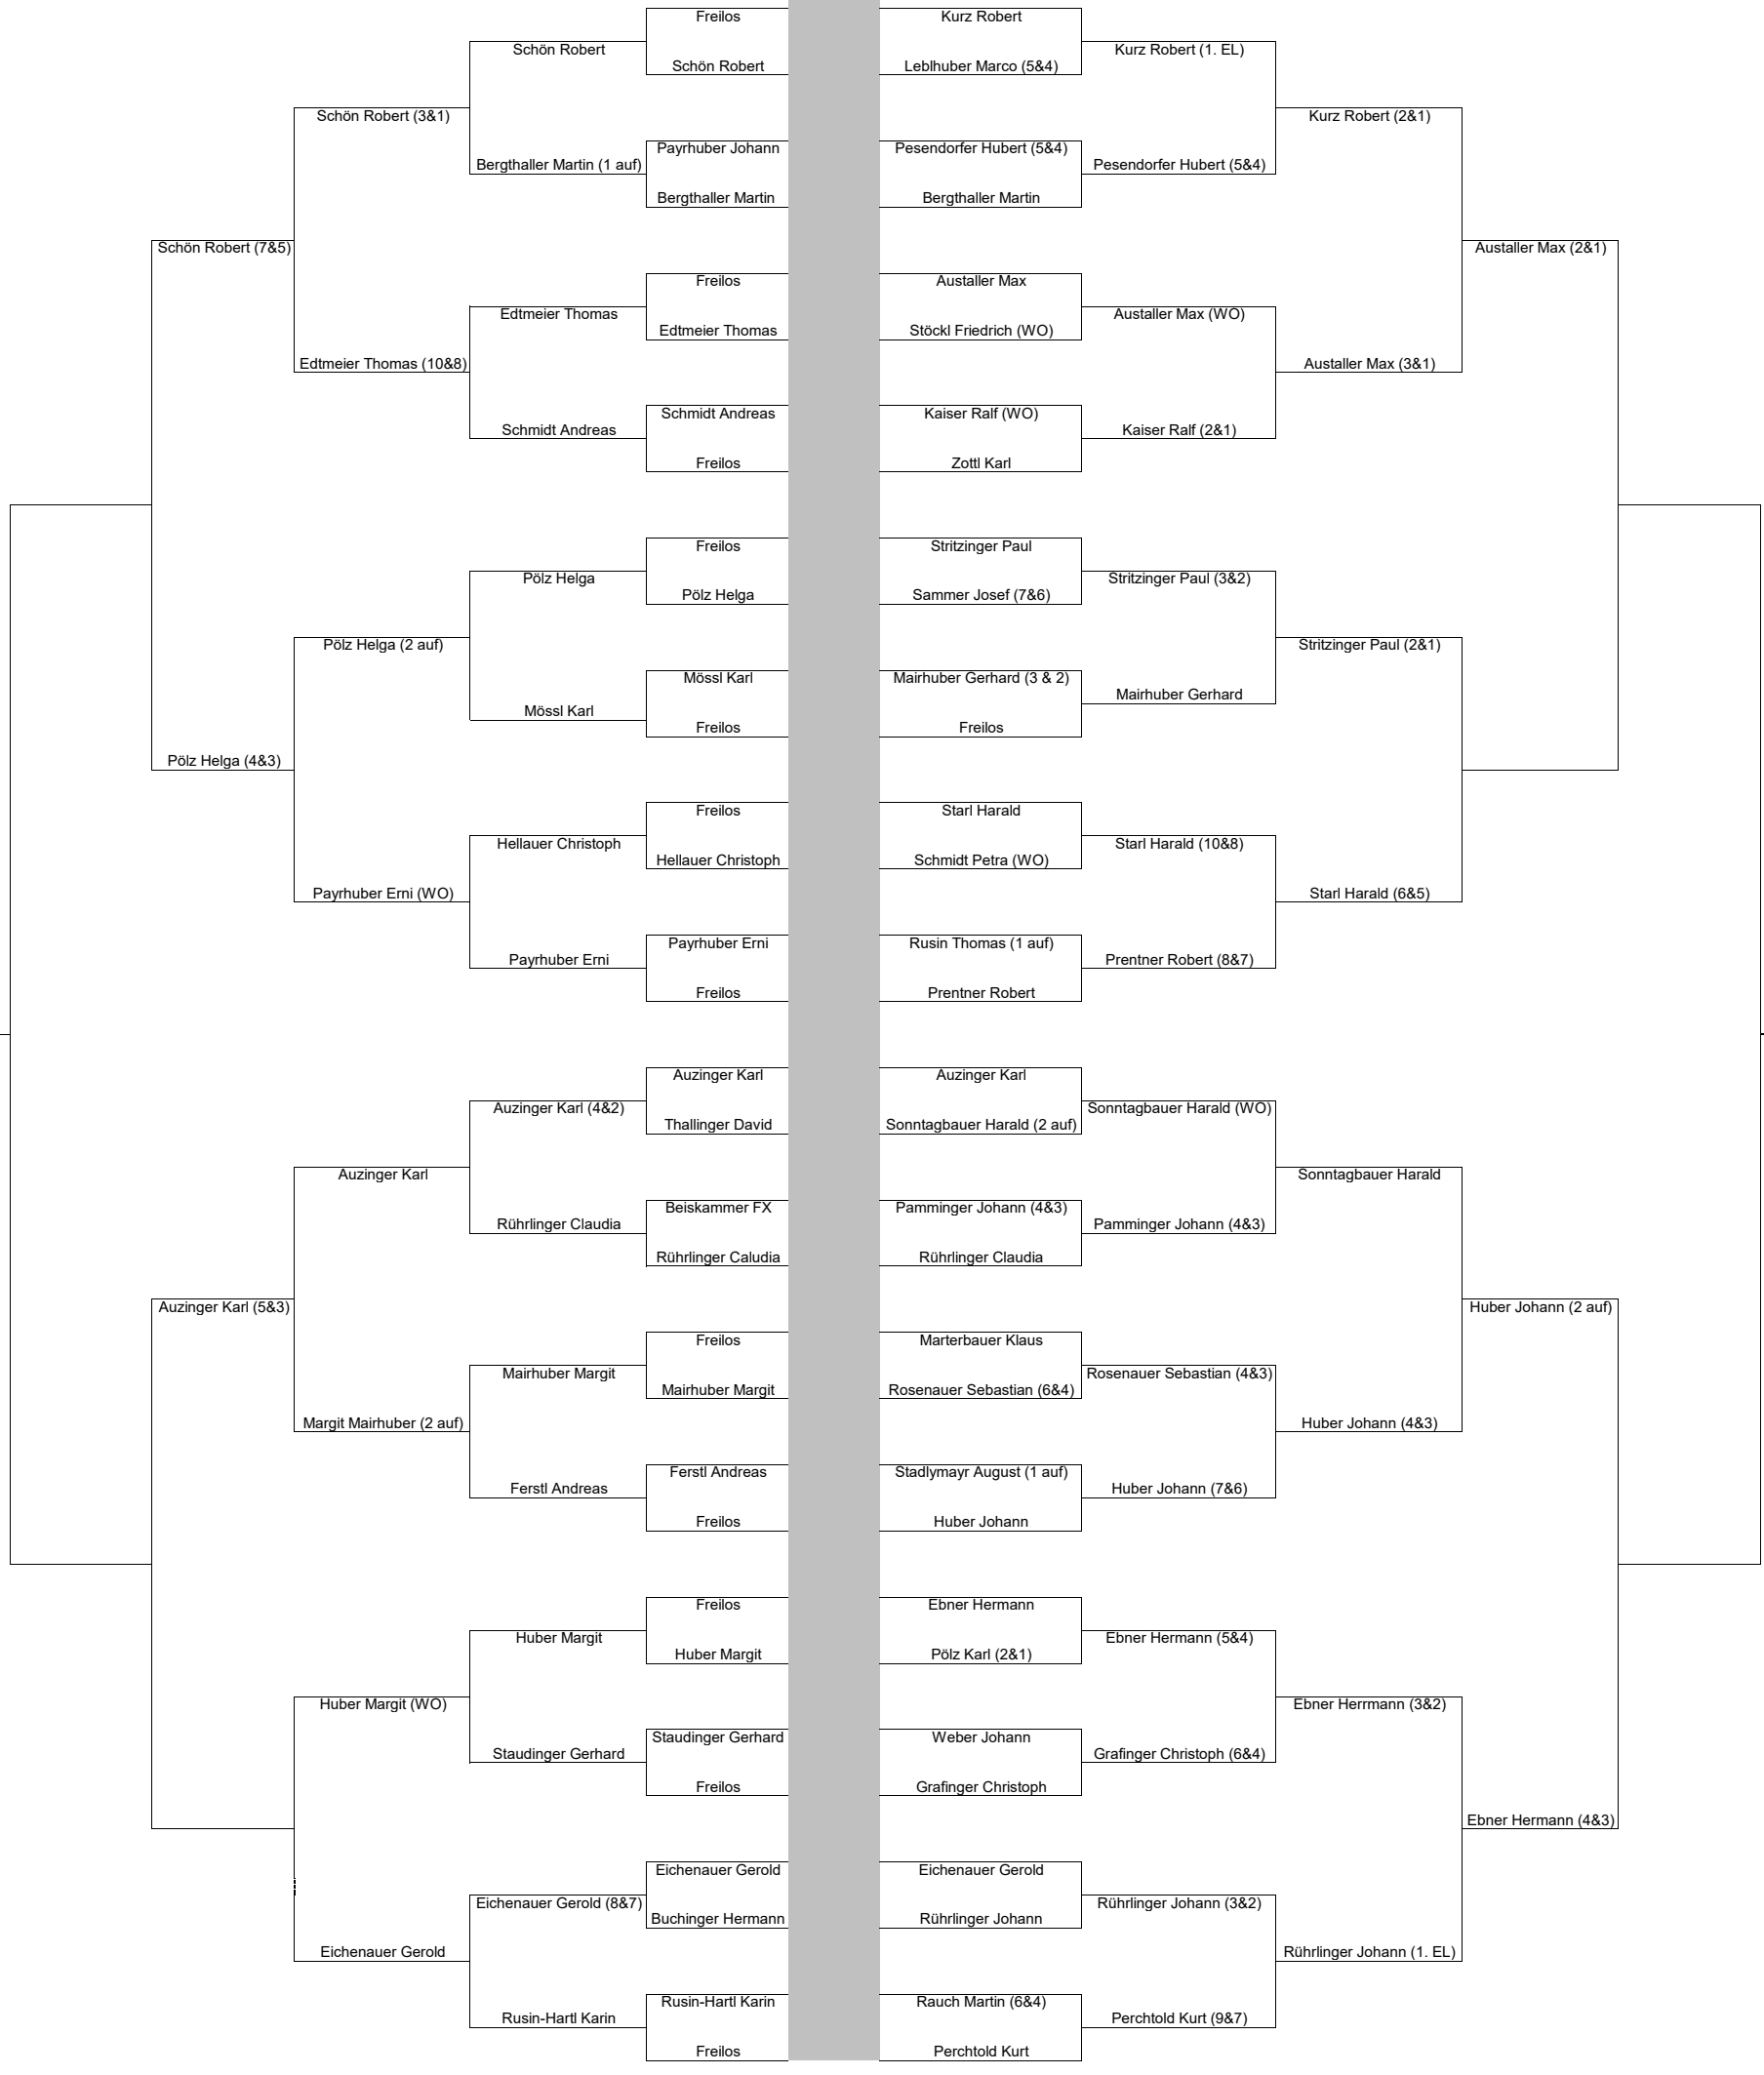 Freilos
Kurz Robert
Schön Robert
Kurz Robert (1. EL)
Schön Robert
Leblhuber Marco (5&4)
Schön Robert (3&1)
Kurz Robert (2&1)
Payrhuber Johann
Pesendorfer Hubert (5&4)
Bergthaller Martin (1 auf)
Pesendorfer Hubert (5&4)
Bergthaller Martin
Bergthaller Martin
Schön Robert (7&5)
Austaller Max (2&1)
Freilos
Austaller Max
Edtmeier Thomas
Austaller Max (WO)
Edtmeier Thomas
Stöckl Friedrich (WO)
Edtmeier Thomas (10&8)
Austaller Max (3&1)
Schmidt Andreas
Kaiser Ralf (WO)
Schmidt Andreas
Kaiser Ralf (2&1)
Freilos
Zottl Karl
Freilos
Stritzinger Paul
Pölz Helga
Stritzinger Paul (3&2)
Pölz Helga
Sammer Josef (7&6)
Pölz Helga (2 auf)
Stritzinger Paul (2&1)
Mössl Karl
Mairhuber Gerhard (3 & 2)
Mössl Karl
Mairhuber Gerhard
Freilos
Freilos
Pölz Helga (4&3)
Freilos
Starl Harald
Hellauer Christoph
Starl Harald (10&8)
Hellauer Christoph
Schmidt Petra (WO)
Payrhuber Erni (WO)
Starl Harald (6&5)
Payrhuber Erni
Rusin Thomas (1 auf)
Payrhuber Erni
Prentner Robert (8&7)
Freilos
Prentner Robert
Auzinger Karl
Auzinger Karl
Auzinger Karl (4&2)
Sonntagbauer Harald (WO)
Thallinger David
Sonntagbauer Harald (2 auf)
Auzinger Karl
Sonntagbauer Harald
Beiskammer FX
Pamminger Johann (4&3)
Rührlinger Claudia
Pamminger Johann (4&3)
Rührlinger Caludia
Rührlinger Claudia
Auzinger Karl (5&3)
Huber Johann (2 auf)
Freilos
Marterbauer Klaus
Mairhuber Margit
Rosenauer Sebastian (4&3)
Mairhuber Margit
Rosenauer Sebastian (6&4)
Margit Mairhuber (2 auf)
Huber Johann (4&3)
Ferstl Andreas
Stadlymayr August (1 auf)
Ferstl Andreas
Huber Johann (7&6)
Freilos
Huber Johann
Freilos
Ebner Hermann
Huber Margit
Ebner Hermann (5&4)
Huber Margit
Pölz Karl (2&1)
Huber Margit (WO)
Ebner Herrmann (3&2)
Staudinger Gerhard
Weber Johann
Staudinger Gerhard
Grafinger Christoph (6&4)
Freilos
Grafinger Christoph
Ebner Hermann (4&3)
Eichenauer Gerold
Eichenauer Gerold
Eichenauer Gerold (8&7)
Rührlinger Johann (3&2)
Buchinger Hermann
Rührlinger Johann
Eichenauer Gerold
Rührlinger Johann (1. EL)
Rusin-Hartl Karin
Rauch Martin (6&4)
Rusin-Hartl Karin
Perchtold Kurt (9&7)
Freilos
Perchtold Kurt